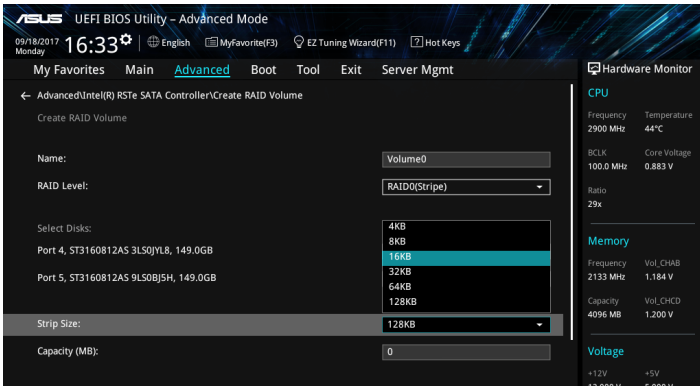 ASUS UEFI BIOS Utility – Advanced Mode
09/18/2017 Monday 16:33 English MyFavorite(F3) EZ Tuning Wizard(F11) ? Hot Keys
My Favorites Main Advanced Boot Tool Exit Server Mgmt
← Advanced\Intel(R) RSTe SATA Controller\Create RAID Volume
Create RAID Volume
Name: Volume0
RAID Level: RAID0(Stripe)
Select Disks:
Port 4, ST3160812AS 3LS0JYL8, 149.0GB
Port 5, ST3160812AS 9LS0BJ5H, 149.0GB
4KB
8KB
16KB
32KB
64KB
128KB
Strip Size: 128KB
Capacity (MB): 0
Hardware Monitor
CPU
Frequency Temperature
2900 MHz 44°C
BCLK Core Voltage
100.0 MHz 0.883 V
Ratio
29x
Memory
Frequency Vol_CHAB
2133 MHz 1.184 V
Capacity Vol_CHCD
4096 MB 1.200 V
Voltage
+12V +5V